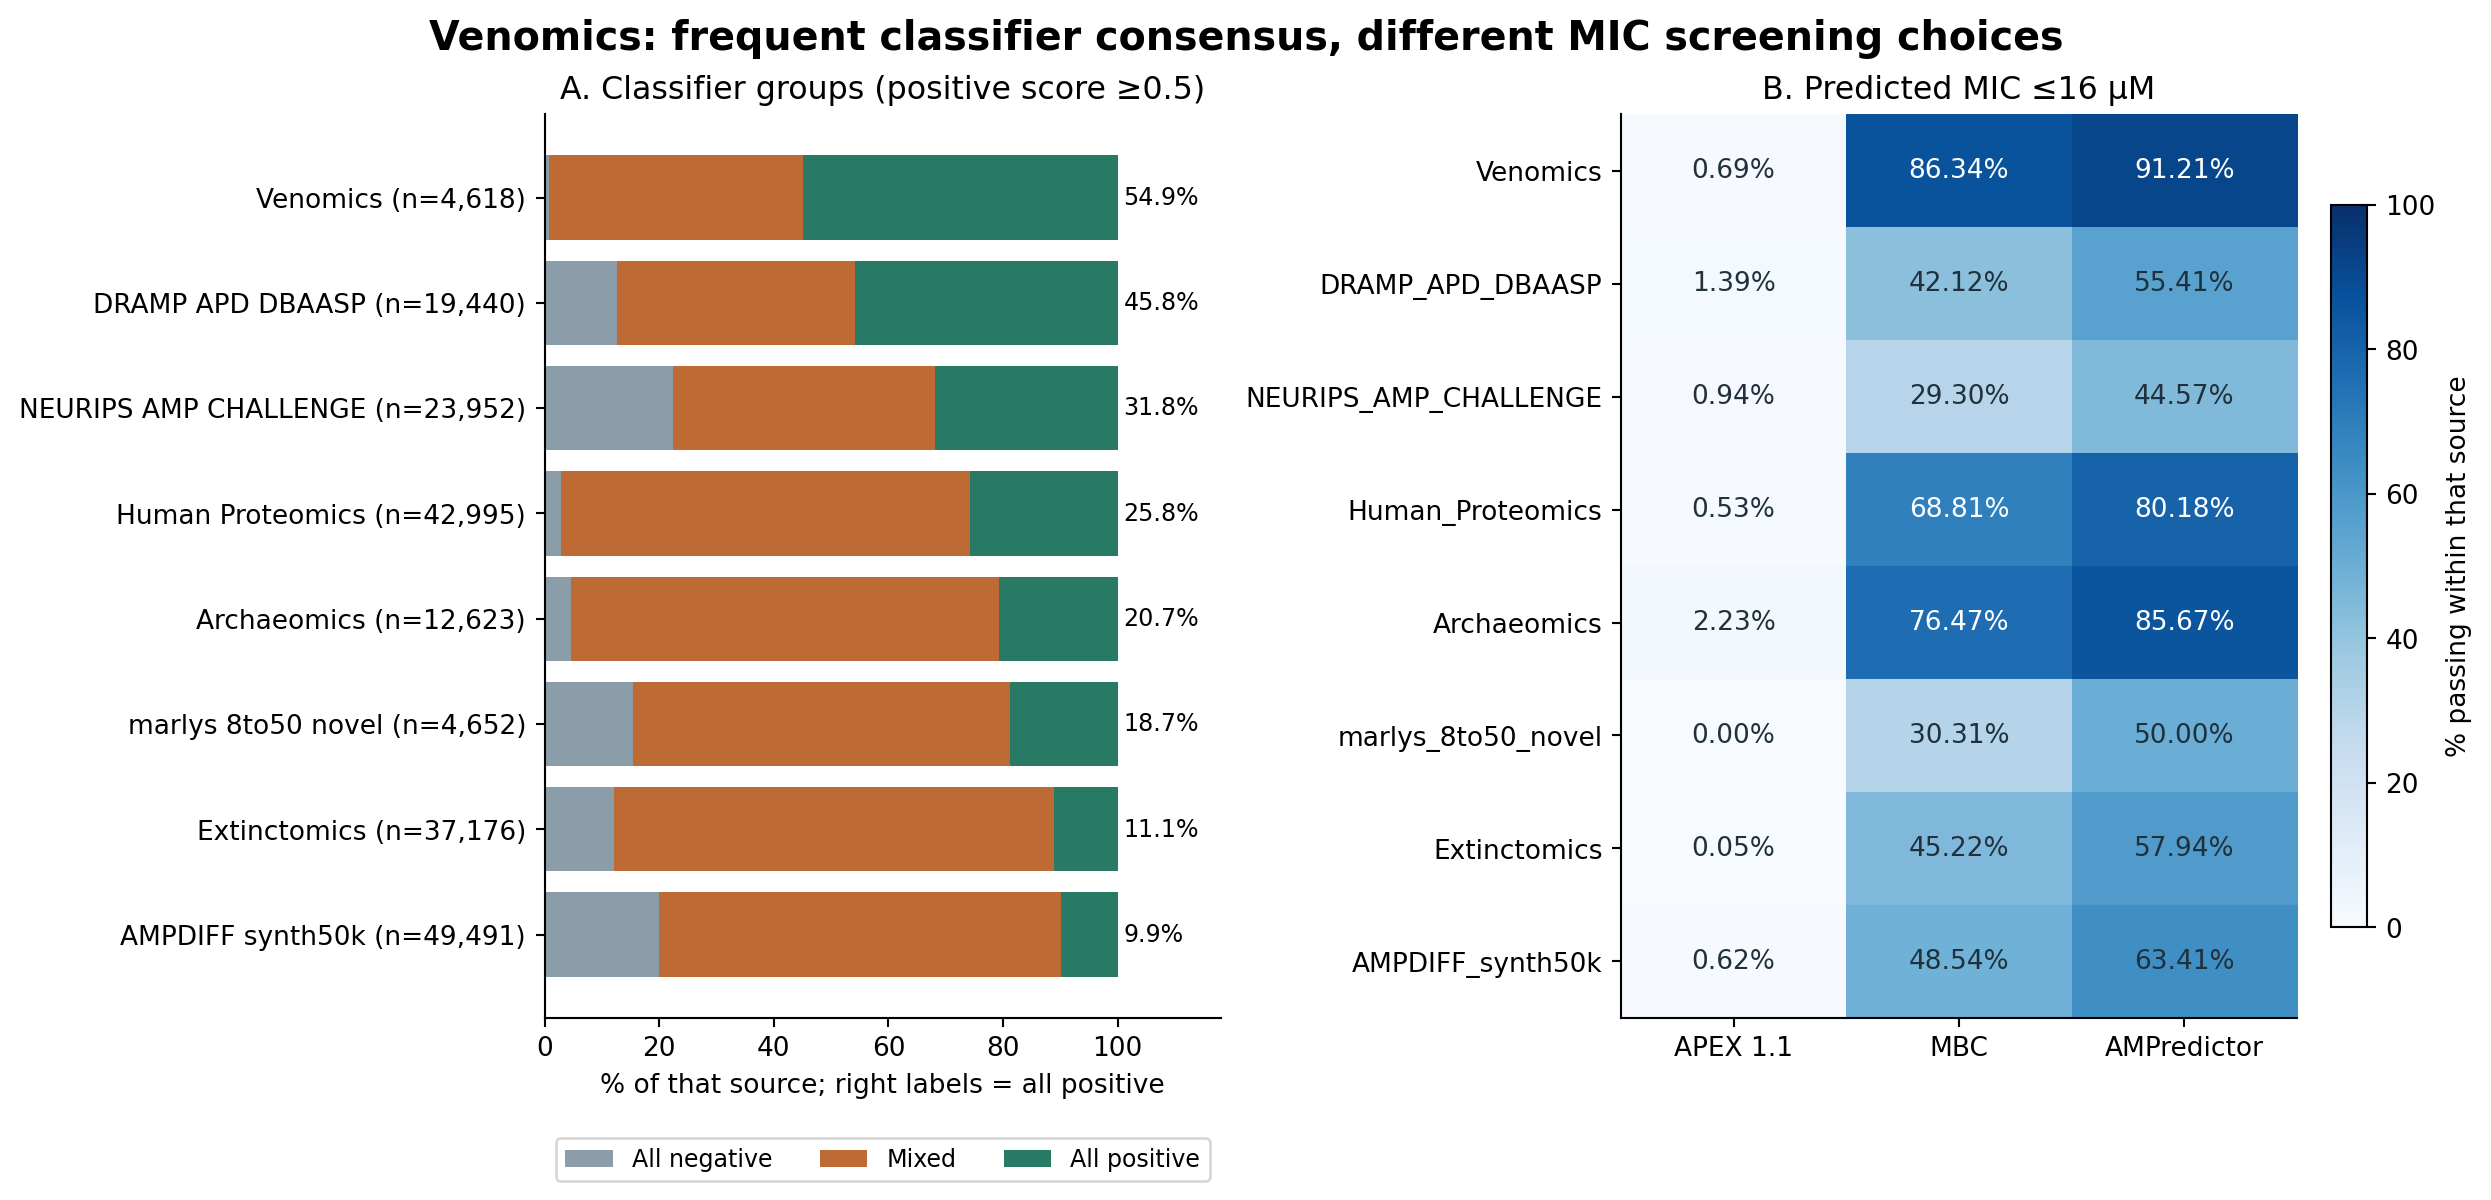 Venomics: frequent classifier consensus, different MIC screening choices
A. Classifier groups (positive score ≥0.5)
Venomics (n=4,618)
54.9%
DRAMP APD DBAASP (n=19,440)
45.8%
NEURIPS AMP CHALLENGE (n=23,952)
31.8%
Human Proteomics (n=42,995)
25.8%
Archaeomics (n=12,623)
20.7%
marlys 8to50 novel (n=4,652)
18.7%
Extinctomics (n=37,176)
11.1%
AMPDIFF synth50k (n=49,491)
9.9%
0 20 40 60 80 100
% of that source; right labels = all positive
All negative Mixed All positive
B. Predicted MIC ≤16 µM
Venomics 0.69% 86.34% 91.21%
DRAMP_APD_DBAASP 1.39% 42.12% 55.41%
NEURIPS_AMP_CHALLENGE 0.94% 29.30% 44.57%
Human_Proteomics 0.53% 68.81% 80.18%
Archaeomics 2.23% 76.47% 85.67%
marlys_8to50_novel 0.00% 30.31% 50.00%
Extinctomics 0.05% 45.22% 57.94%
AMPDIFF_synth50k 0.62% 48.54% 63.41%
APEX 1.1 MBC AMPredictor
100
80
60
40
20
0
% passing within that source